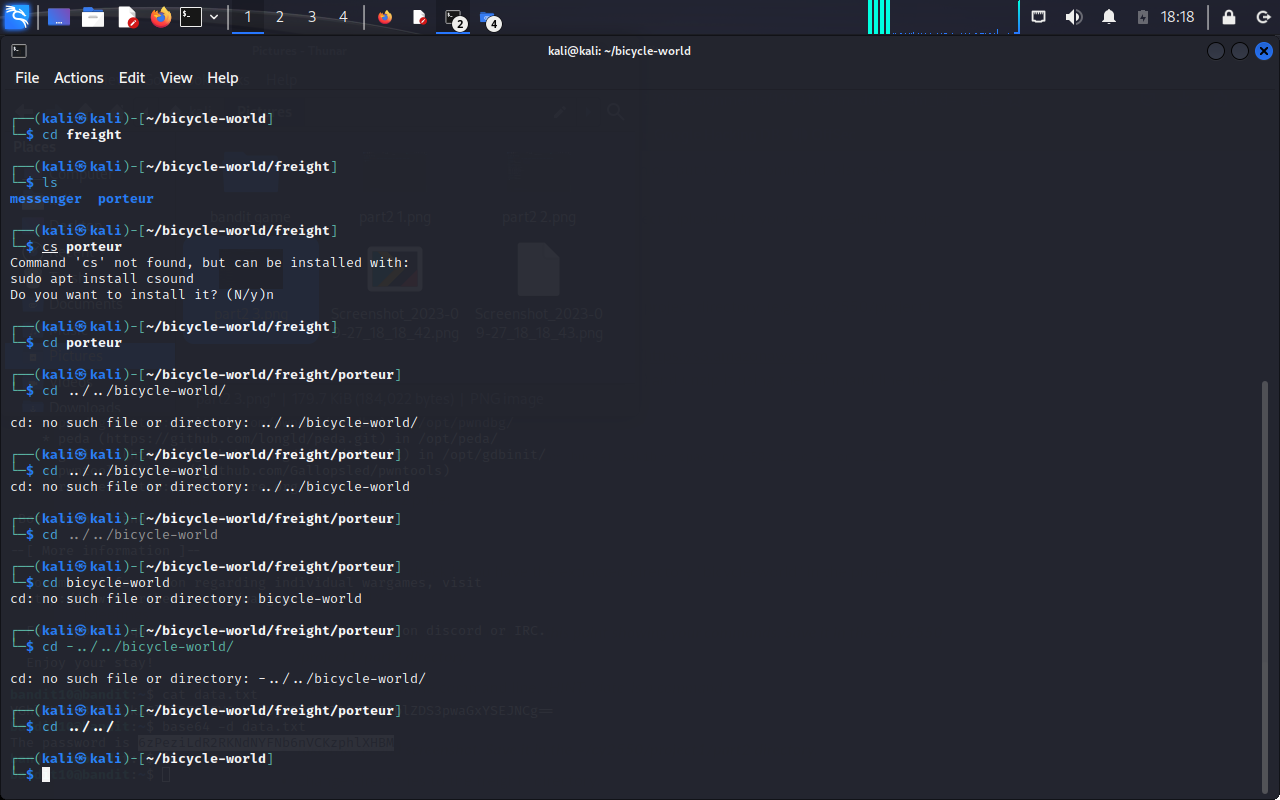 1 2 3 4 2 4 18:18
kali@kali: ~/bicycle-world
File Actions Edit View Help
┌──(kali㉿kali)-[~/bicycle-world]
└─$ cd freight
┌──(kali㉿kali)-[~/bicycle-world/freight]
└─$ ls
messenger porteur
┌──(kali㉿kali)-[~/bicycle-world/freight]
└─$ cs porteur
Command 'cs' not found, but can be installed with:
sudo apt install csound
Do you want to install it? (N/y)n
┌──(kali㉿kali)-[~/bicycle-world/freight]
└─$ cd porteur
┌──(kali㉿kali)-[~/bicycle-world/freight/porteur]
└─$ cd ../../bicycle-world/
cd: no such file or directory: ../../bicycle-world/
┌──(kali㉿kali)-[~/bicycle-world/freight/porteur]
└─$ cd ../../bicycle-world
cd: no such file or directory: ../../bicycle-world
┌──(kali㉿kali)-[~/bicycle-world/freight/porteur]
└─$ cd ../../bicycle-world
┌──(kali㉿kali)-[~/bicycle-world/freight/porteur]
└─$ cd bicycle-world
cd: no such file or directory: bicycle-world
┌──(kali㉿kali)-[~/bicycle-world/freight/porteur]
└─$ cd -../../bicycle-world/
cd: no such file or directory: -../../bicycle-world/
┌──(kali㉿kali)-[~/bicycle-world/freight/porteur]
└─$ cd ../../
┌──(kali㉿kali)-[~/bicycle-world]
└─$